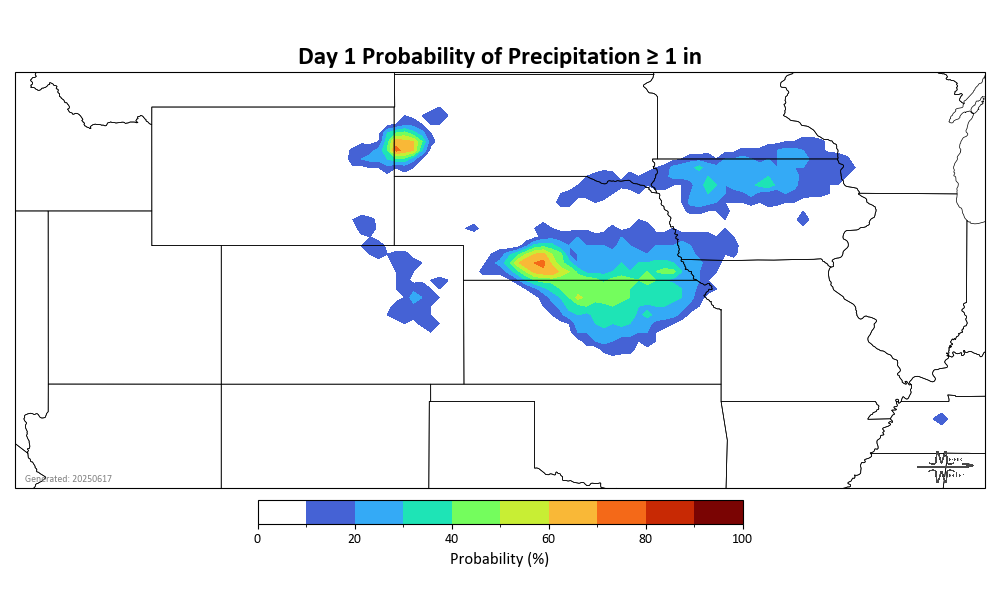 Day 1 Probability of Precipitation ≥ 1 in
Generated: 20250617
0 20 40 60 80 100
Probability (%)